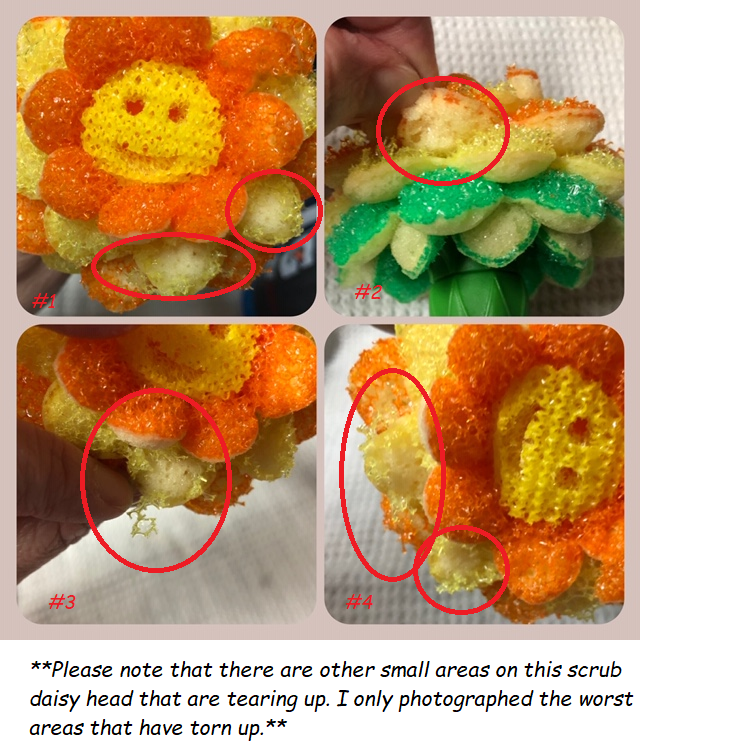 #1
#2
#3
#4
**Please note that there are other small areas on this scrub
daisy head that are tearing up. I only photographed the worst
areas that have torn up.**